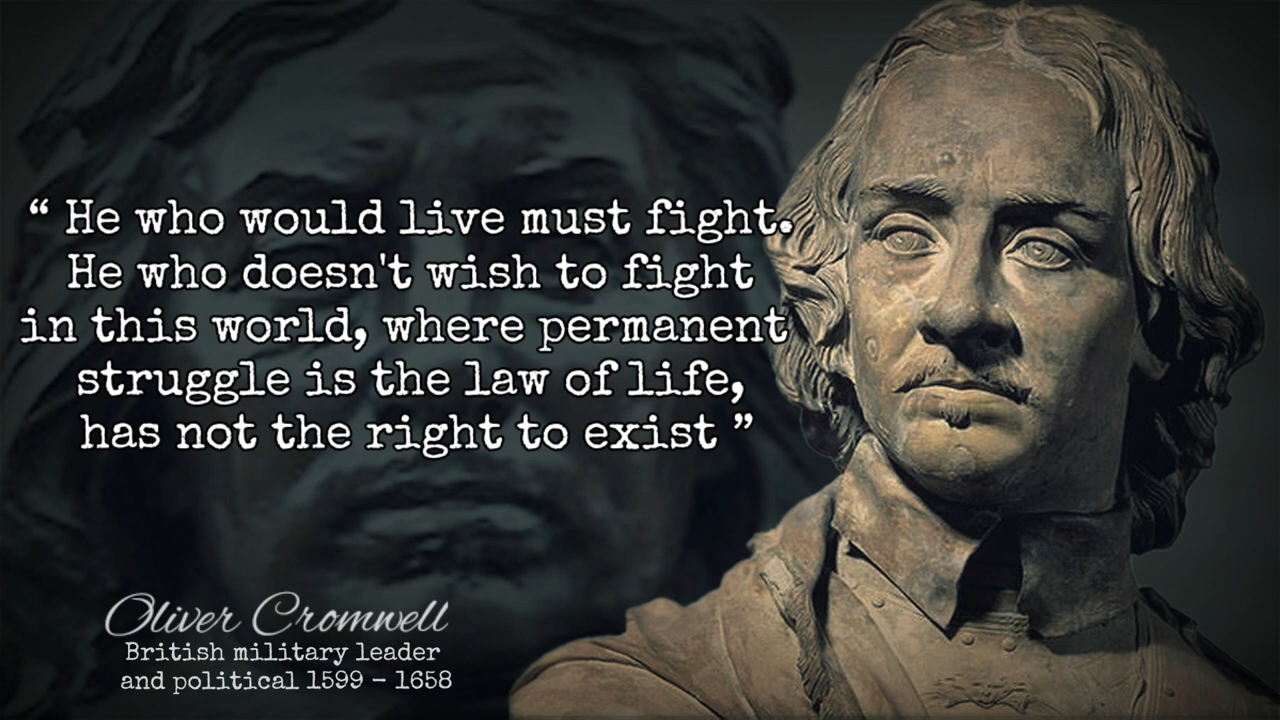 “ He who would live must fight.
He who doesn't wish to fight
in this world, where permanent
struggle is the law of life,
has not the right to exist ”
Oliver Cromwell
British military leader
and political 1599 - 1658